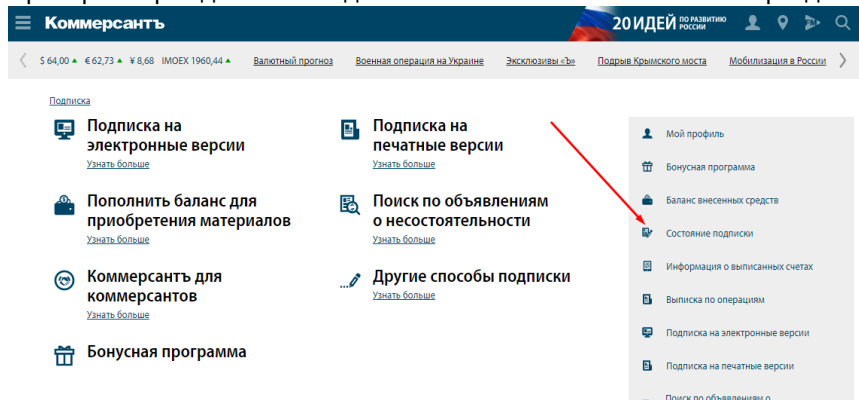 Коммерсантъ
20 ИДЕЙ ПО РАЗВИТИЮ РОССИИ
$ 64,00 ▲ € 62,73 ▲ ¥ 8,68 IMOEX 1960,44 ▲ Валютный прогноз Военная операция на Украине Эксклюзивы «Ъ» Подрыв Крымского моста Мобилизация в России
Подписка
Подписка на
электронные версии
Узнать больше
Подписка на
печатные версии
Узнать больше
Пополнить баланс для
приобретения материалов
Узнать больше
Поиск по объявлениям
о несостоятельности
Узнать больше
Коммерсантъ для
коммерсантов
Узнать больше
Другие способы подписки
Узнать больше
Бонусная программа
Мой профиль
Бонусная программа
Баланс внесенных средств
Состояние подписки
Информация о выписанных счетах
Выписка по операциям
Подписка на электронные версии
Подписка на печатные версии
Поиск по объявлениям о